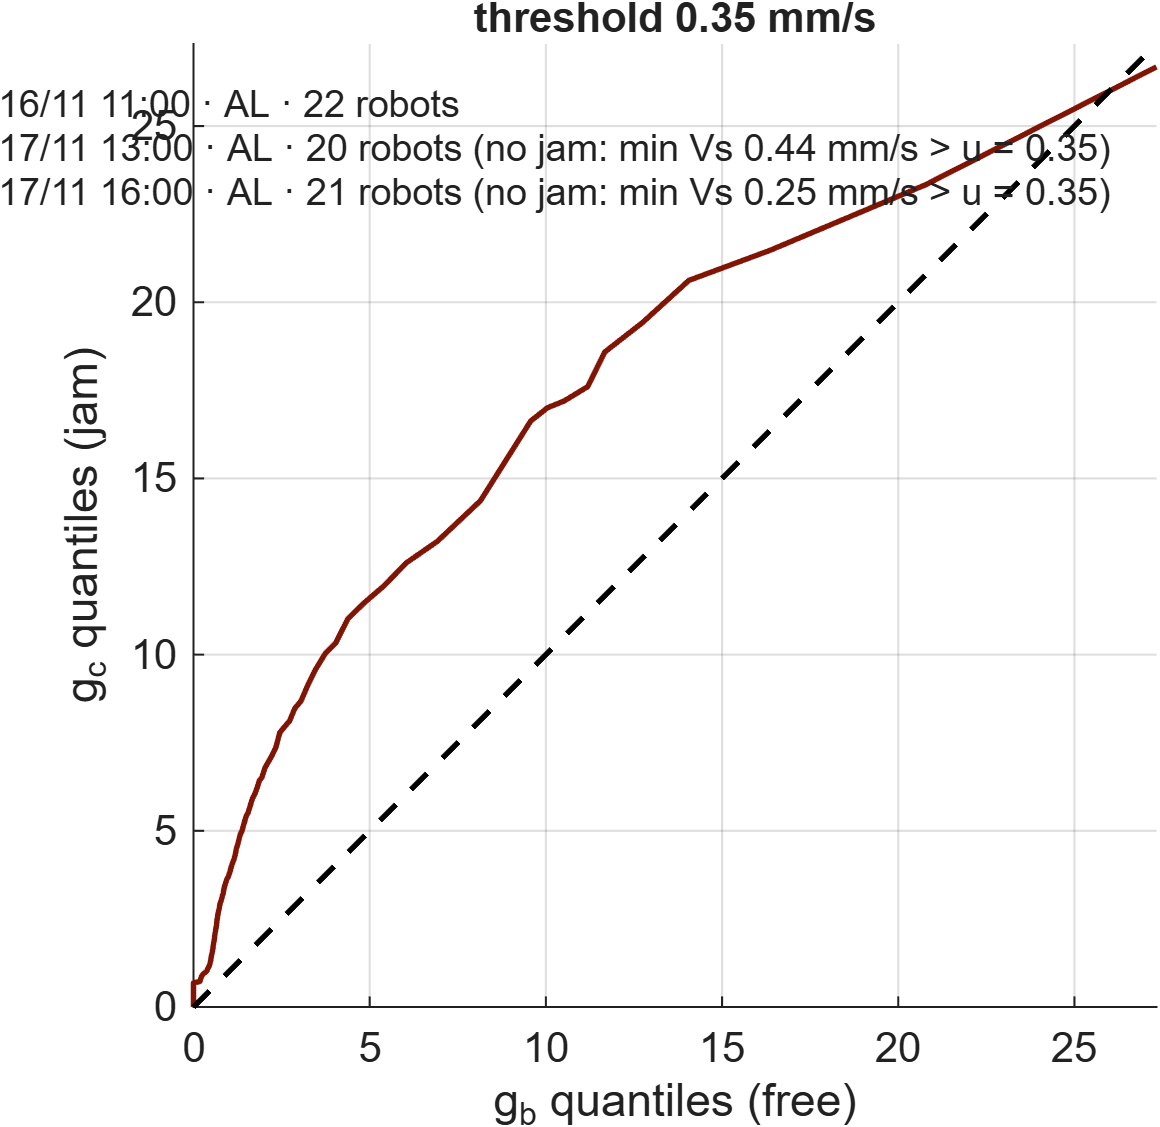 threshold 0.35 mm/s
16/11 11:00 · AL · 22 robots
25
17/11 13:00 · AL · 20 robots (no jam: min Vs 0.44 mm/s > u = 0.35)
17/11 16:00 · AL · 21 robots (no jam: min Vs 0.25 mm/s > u = 0.35)
20
15
10
5
0
g_c quantiles (jam)
0 5 10 15 20 25
g_b quantiles (free)